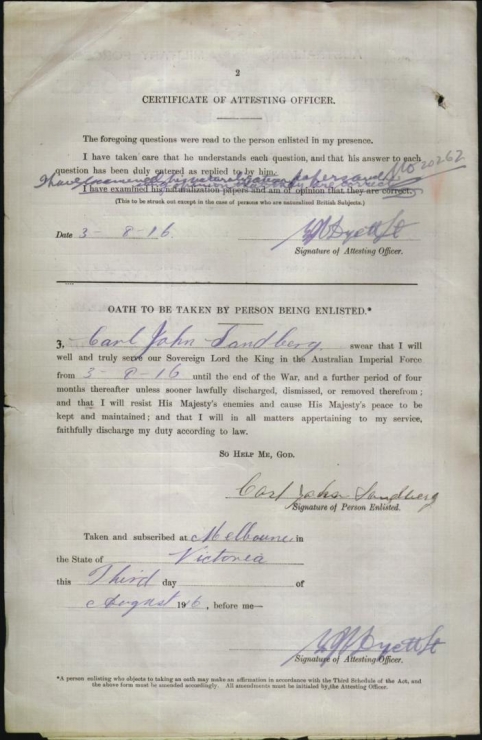 2
CERTIFICATE OF ATTESTING OFFICER.
The foregoing questions were read to the person enlisted in my presence.
I have taken care that he understands each question, and that his answer to each
question has been duly entered as replied to by him.
I have examined his naturalization papers and No 20262
I have examined his naturalization papers and am of opinion that they are correct.
(This to be struck out except in the case of persons who are naturalized British Subjects.)
Date 3-8-16
Signature of Attesting Officer.
OATH TO BE TAKEN BY PERSON BEING ENLISTED.*
3. Carl John Sandberg swear that I will
well and truly serve our Sovereign Lord the King in the Australian Imperial Force
from 3-8-16 until the end of the War, and a further period of four
months thereafter unless sooner lawfully discharged, dismissed, or removed therefrom;
and that I will resist His Majesty's enemies and cause His Majesty's peace to be
kept and maintained; and that I will in all matters appertaining to my service,
faithfully discharge my duty according to law.
SO HELP ME, GOD.
Carl John Sandberg
Signature of Person Enlisted.
Taken and subscribed at Melbourne in
the State of Victoria
this Third day of
August 1916, before me—
Signature of Attesting Officer.
*A person enlisting who objects to taking an oath may make an affirmation in accordance with the Third Schedule of the Act, and
the above form must be amended accordingly. All amendments must be initialed by the Attesting Officer.